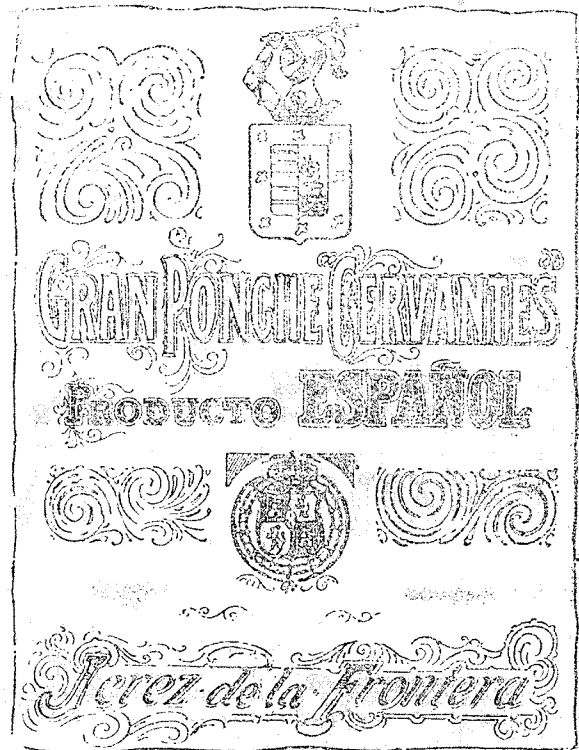 GRAN PONCHE "CERVANTES"
PRODUCTO ESPAÑOL
Jerez de la Frontera